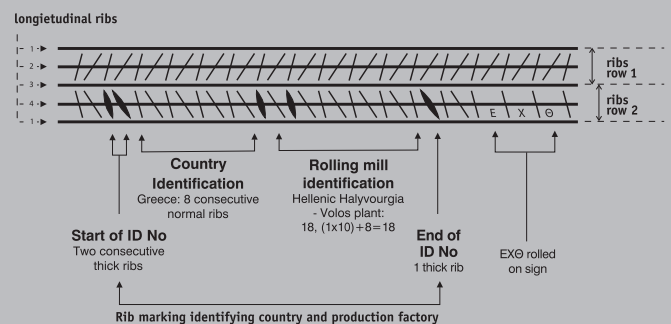 longietudinal ribs
1
2
3
4
1
ribs
row 1
ribs
row 2
E X Θ
Country
Identification
Greece: 8 consecutive
normal ribs
Rolling mill
identification
Hellenic Halyvourgia
- Volos plant:
18, (1x10)+8=18
Start of ID No
Two consecutive
thick ribs
End of
ID No
1 thick rib
EXΘ rolled
on sign
Rib marking identifying country and production factory